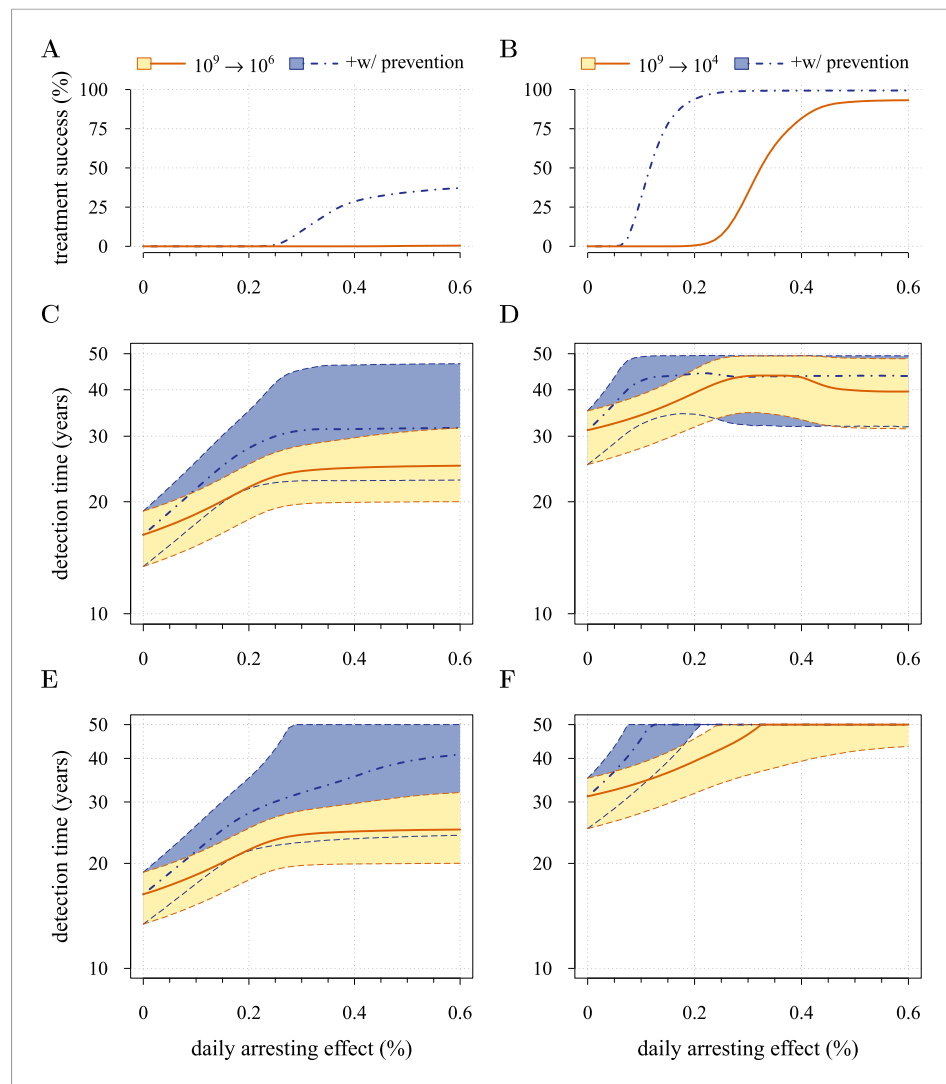 A
10⁹ → 10⁶ +w/ prevention
treatment success (%)
100
75
50
25
0
0 0.2 0.4 0.6
B
10⁹ → 10⁴ +w/ prevention
100
75
50
25
0
0 0.2 0.4 0.6
C
detection time (years)
50
40
30
20
10
0 0.2 0.4 0.6
D
50
40
30
20
10
0 0.2 0.4 0.6
E
detection time (years)
50
40
30
20
10
0 0.2 0.4 0.6
daily arresting effect (%)
F
50
40
30
20
10
0 0.2 0.4 0.6
daily arresting effect (%)